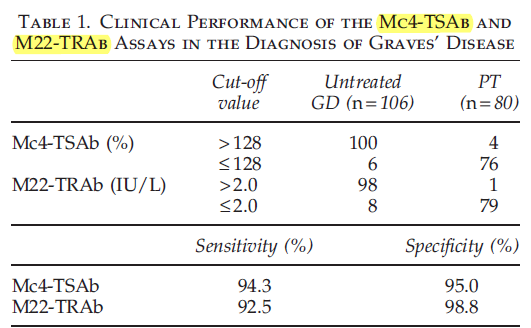 TABLE 1. CLINICAL PERFORMANCE OF THE Mc4-TSAB AND
M22-TRAB ASSAYS IN THE DIAGNOSIS OF GRAVES' DISEASE
Cut-off value Untreated GD (n=106) PT (n=80)
Mc4-TSAb (%) >128 100 4
≤128 6 76
M22-TRAb (IU/L) >2.0 98 1
≤2.0 8 79
Sensitivity (%) Specificity (%)
Mc4-TSAb 94.3 95.0
M22-TRAb 92.5 98.8